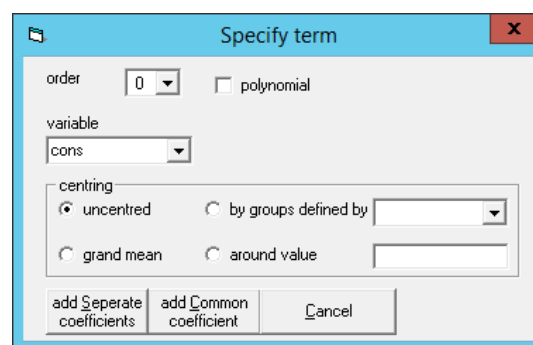 Specify term
x
order 0 polynomial
variable
cons
centring
uncentred by groups defined by
grand mean around value
add Seperate
coefficients
add Common
coefficient
Cancel